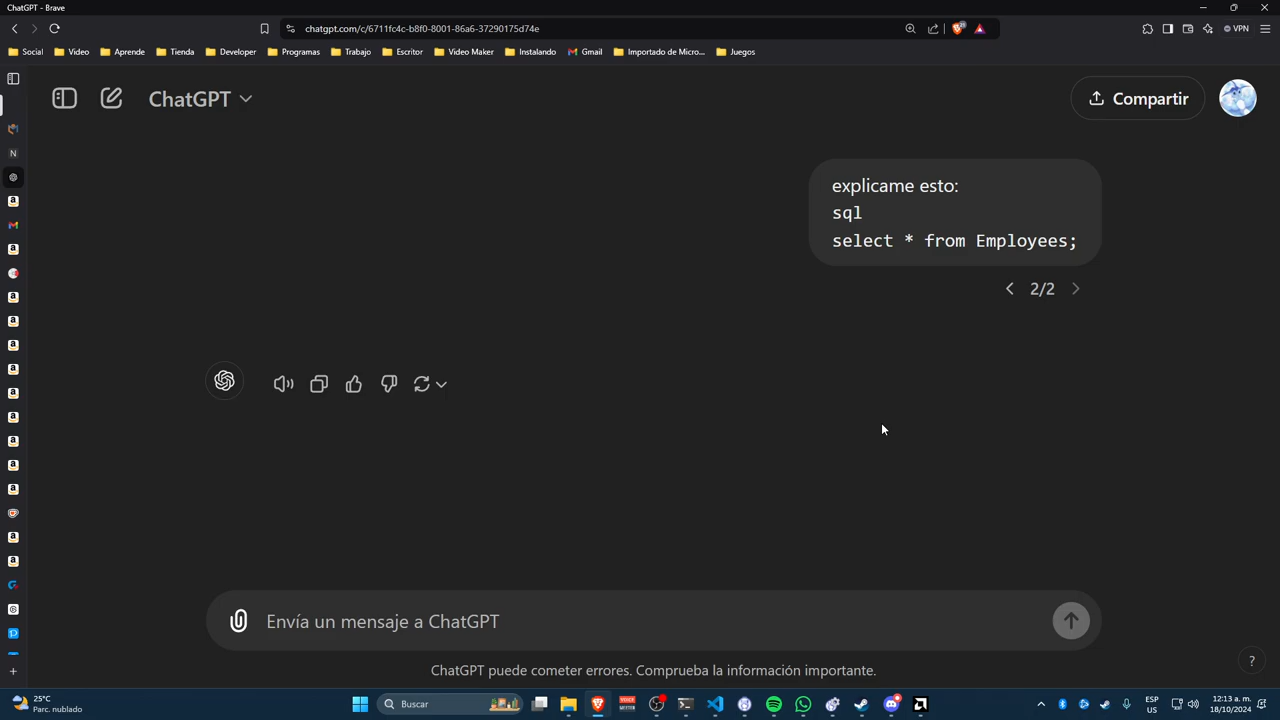 ChatGPT - Brave
chatgpt.com/c/6711fc4c-b8f0-8001-86a6-37290175d74e
VPN
Social
Video
Aprende
Tienda
Developer
Programas
Trabajo
Escritor
Video Maker
Instalando
Gmail
Importado de Micro...
Juegos
ChatGPT
Compartir
explicame esto:
sql
select * from Employees;
2/2
Envía un mensaje a ChatGPT
ChatGPT puede cometer errores. Comprueba la información importante.
?
25°C
Parc. nublado
Buscar
ESP
US
12:13 a. m.
18/10/2024